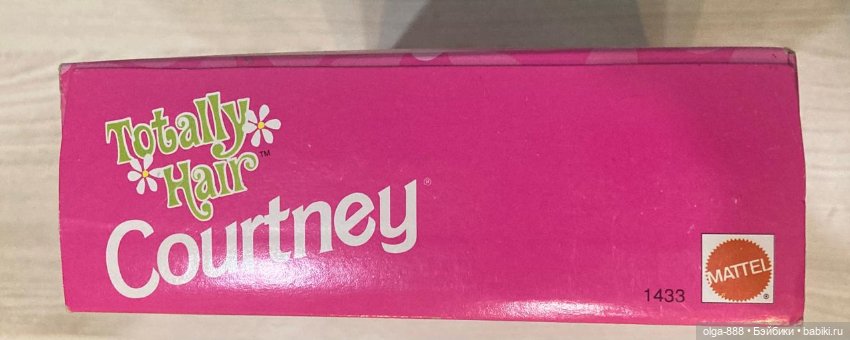 Totally
Hair™
Courtney®
1433
MATTEL®
olga-888 • Бэйбики • babiki.ru